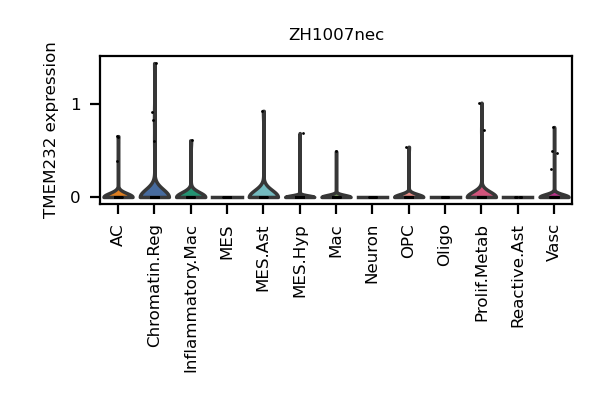 ZH1007nec
TMEM232 expression
1
0
AC
Chromatin.Reg
Inflammatory.Mac
MES
MES.Ast
MES.Hyp
Mac
Neuron
OPC
Oligo
Prolif.Metab
Reactive.Ast
Vasc